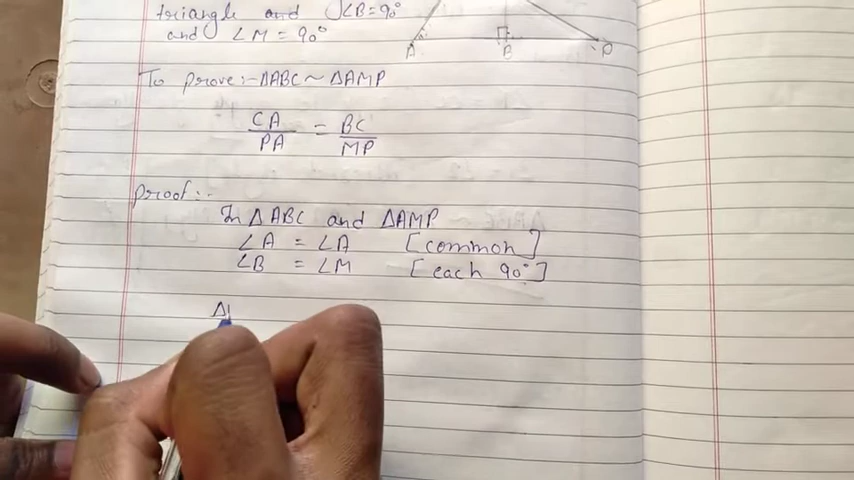 triangle and ∠B=90°
and ∠M = 90°
A
B
P
To prove:- ΔABC ~ ΔAMP
CA/PA = BC/MP
proof:-
In ΔABC and ΔAMP
∠A = ∠A [common]
∠B = ∠M [each 90°]
Δ